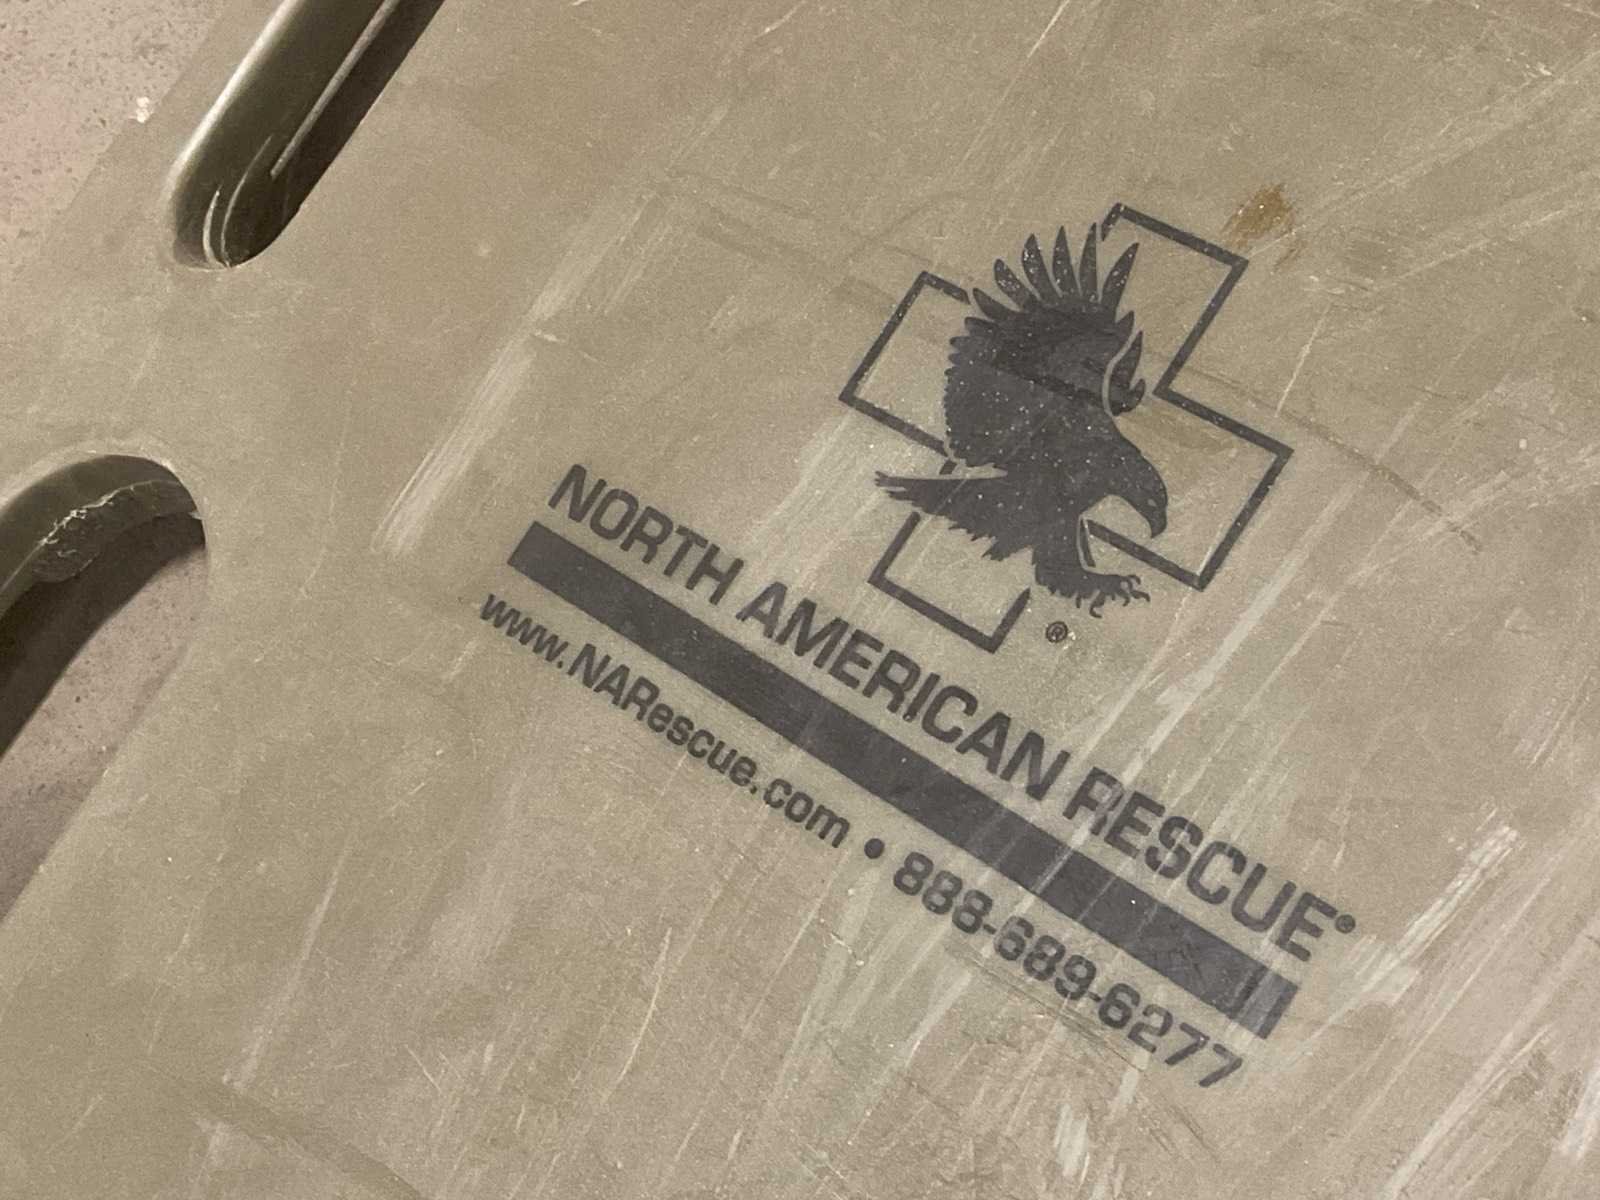 ®
NORTH AMERICAN RESCUE®
www.NARescue.com • 888-689-6277